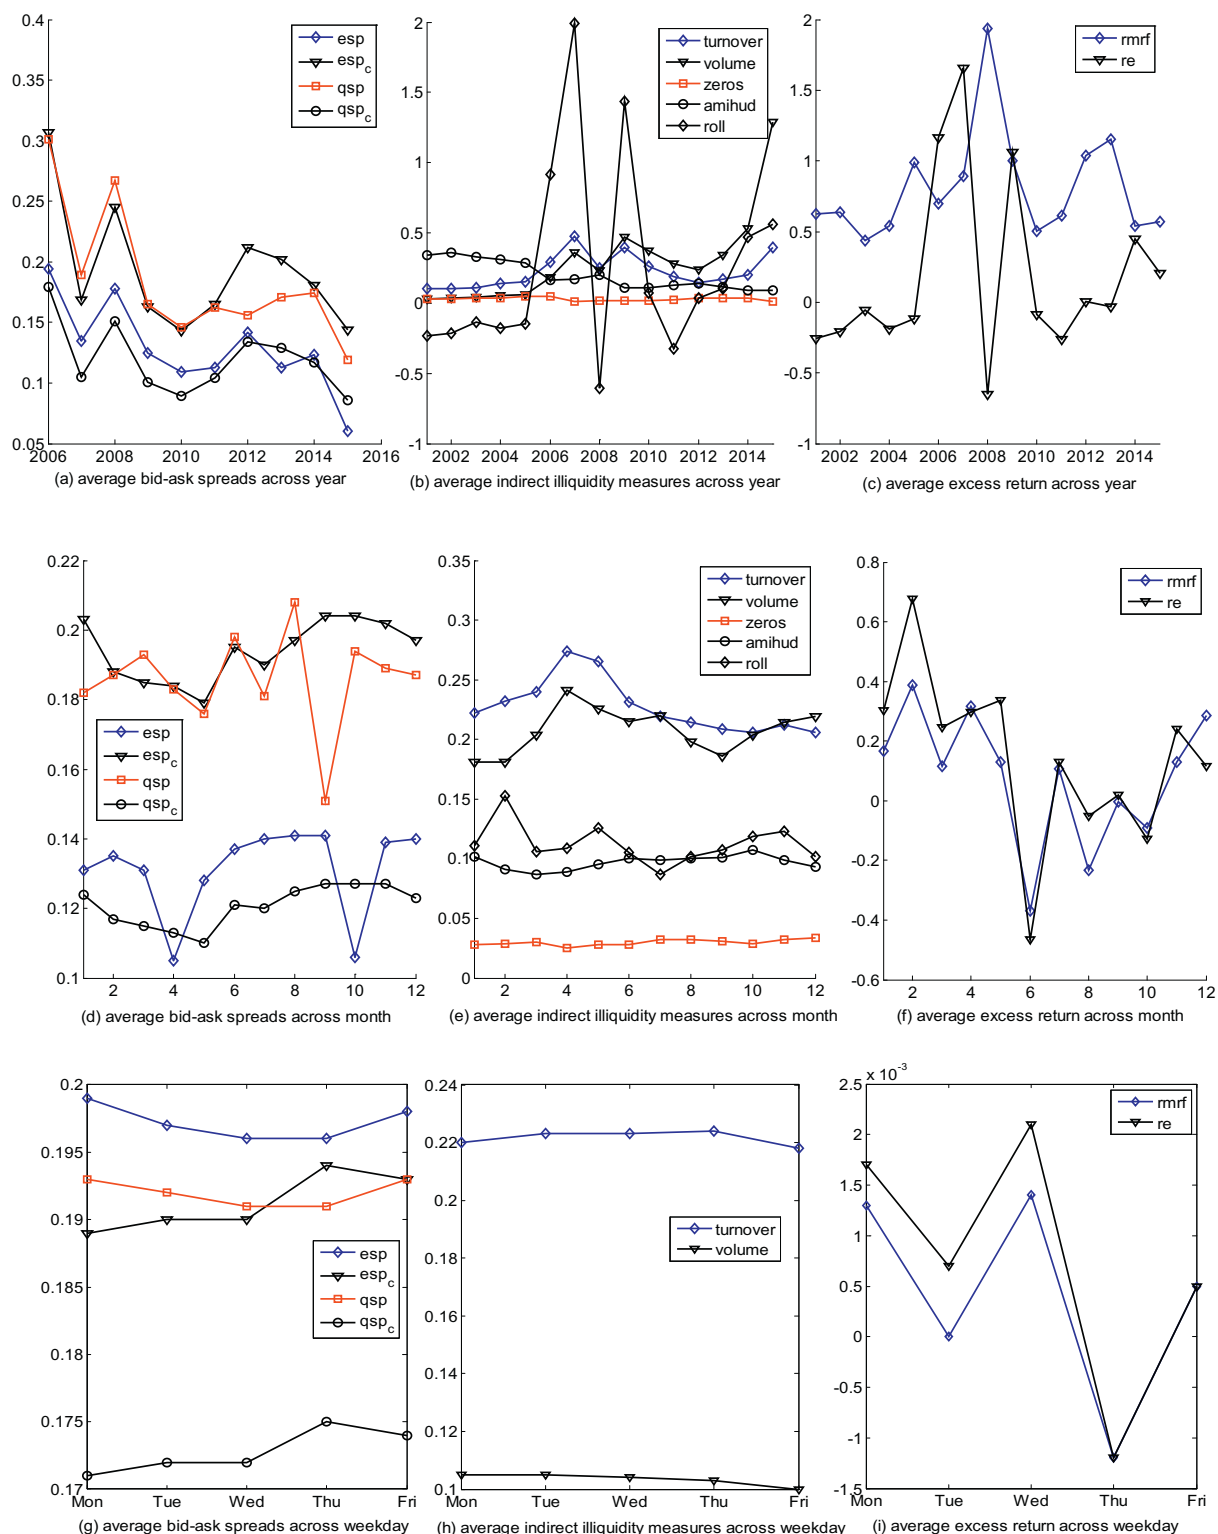 0.4
0.35
0.3
0.25
0.2
0.15
0.1
0.05
2006 2008 2010 2012 2014 2016
esp
esp_c
qsp
qsp_c
(a) average bid-ask spreads across year
2
1.5
1
0.5
0
-0.5
-1
2002 2004 2006 2008 2010 2012 2014
turnover
volume
zeros
amihud
roll
(b) average indirect illiquidity measures across year
2
1.5
1
0.5
0
-0.5
-1
2002 2004 2006 2008 2010 2012 2014
rmrf
re
(c) average excess return across year
0.22
0.2
0.18
0.16
0.14
0.12
0.1
2 4 6 8 10 12
esp
esp_c
qsp
qsp_c
(d) average bid-ask spreads across month
0.35
0.3
0.25
0.2
0.15
0.1
0.05
0
2 4 6 8 10 12
turnover
volume
zeros
amihud
roll
(e) average indirect illiquidity measures across month
0.8
0.6
0.4
0.2
0
-0.2
-0.4
-0.6
2 4 6 8 10 12
rmrf
re
(f) average excess return across month
0.2
0.195
0.19
0.185
0.18
0.175
0.17
Mon Tue Wed Thu Fri
esp
esp_c
qsp
qsp_c
(g) average bid-ask spreads across weekday
0.24
0.22
0.2
0.18
0.16
0.14
0.12
0.1
Mon Tue Wed Thu Fri
turnover
volume
(h) average indirect illiquidity measures across weekday
x 10^-3
2.5
2
1.5
1
0.5
0
-0.5
-1
-1.5
Mon Tue Wed Thu Fri
rmrf
re
(i) average excess return across weekday